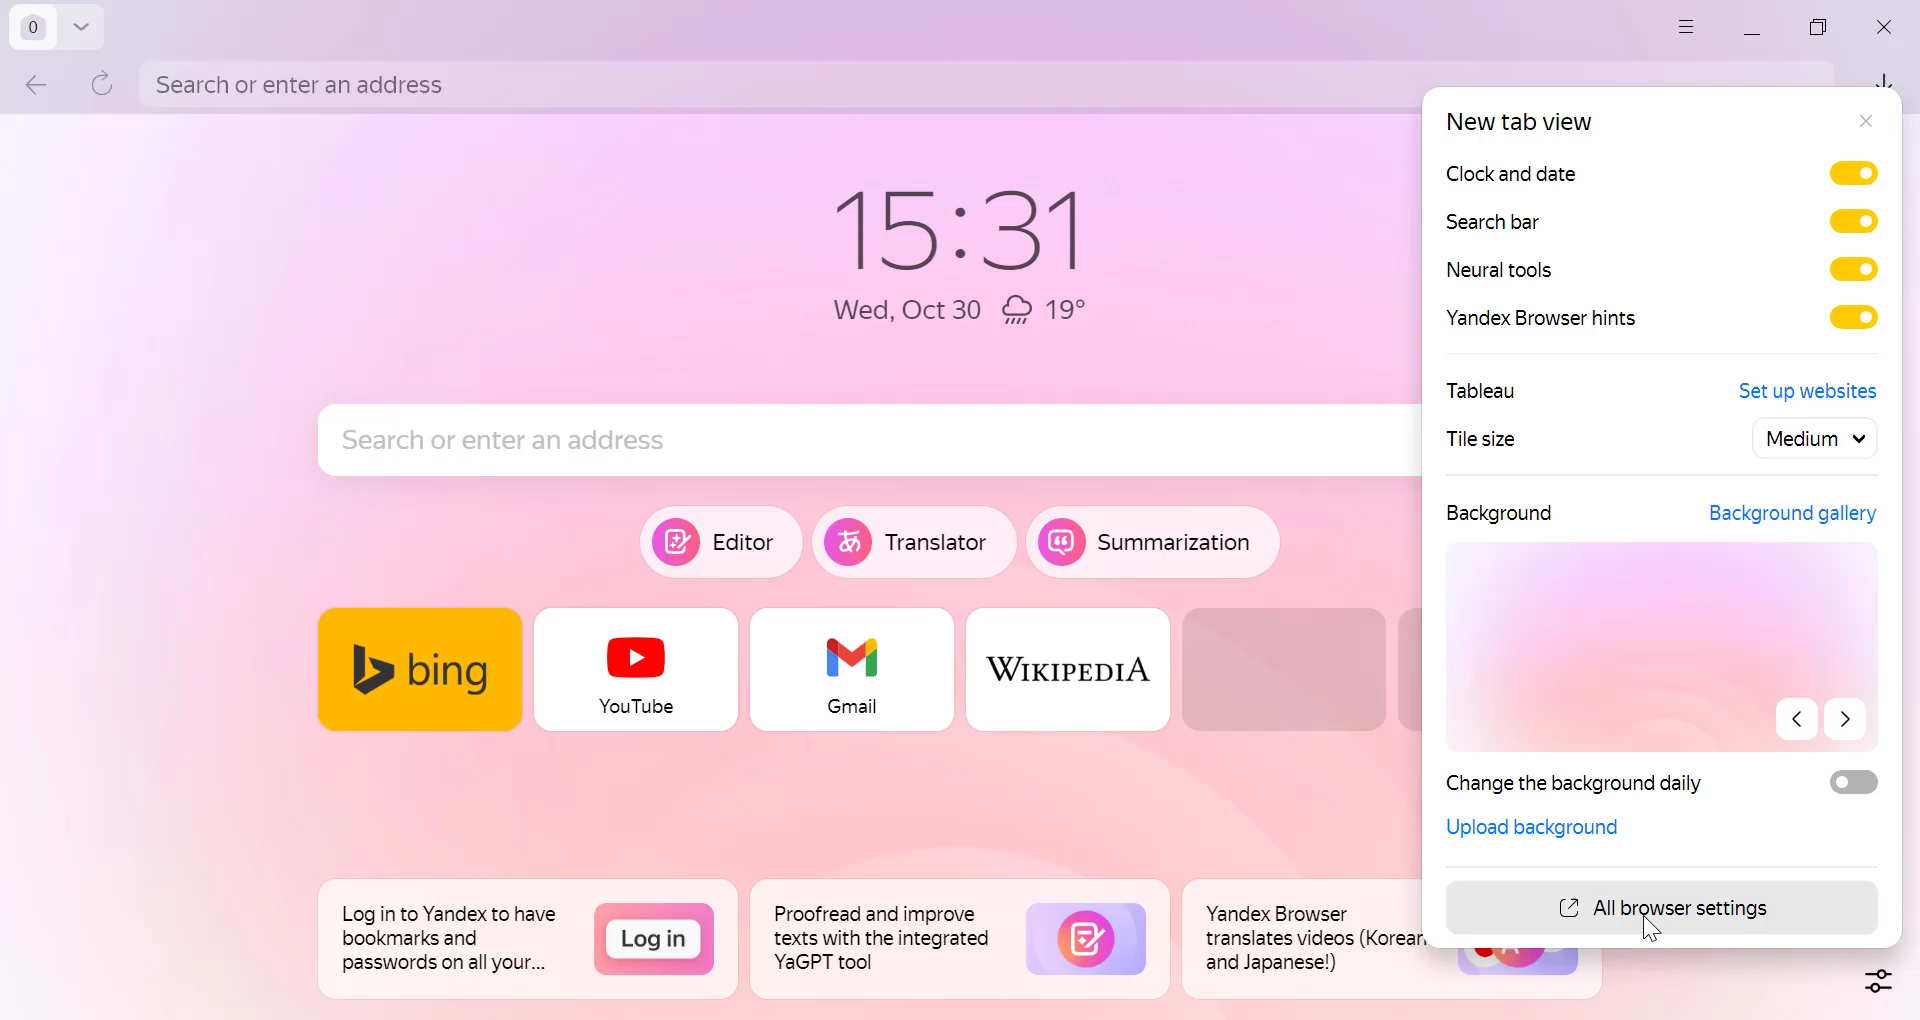 0
Search or enter an address
15:31
Wed, Oct 30 19°
Search or enter an address
Editor
あ Translator
Summarization
bing
YouTube
Gmail
WIKIPEDIA
Log in to Yandex to have
bookmarks and
passwords on all your...
Log in
Proofread and improve
texts with the integrated
YaGPT tool
Yandex Browser
translates videos (Korean
and Japanese!)
New tab view
Clock and date
Search bar
Neural tools
Yandex Browser hints
Tableau Set up websites
Tile size Medium
Background Background gallery
Change the background daily
Upload background
All browser settings